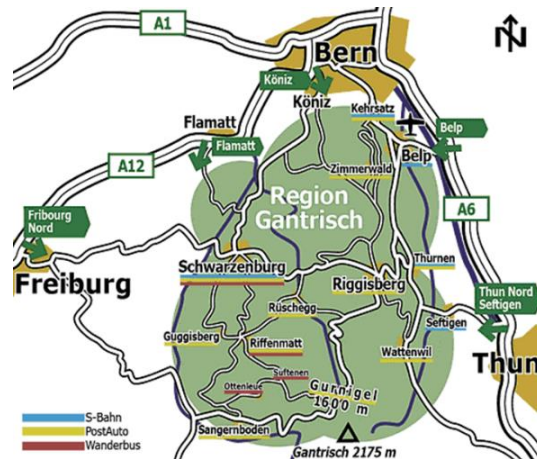 A1
Bern
N
Köniz
Köniz
Kehrsatz
Flamatt
Flamatt
Belp
Belp
A12
Zimmerwald
Region
Gantrisch
A6
Fribourg
Nord
Freiburg
Schwarzenburg
Thurnen
Riggisberg
Thun Nord
Seftigen
Rüschegg
Seftigen
Guggisberg
Riffenmatt
Wattenwil
Thun
Suftenen
Ottenleue
Gurnigel
1600 m
S-Bahn
PostAuto
Wanderbus
Sangernboden
Gantrisch 2175 m